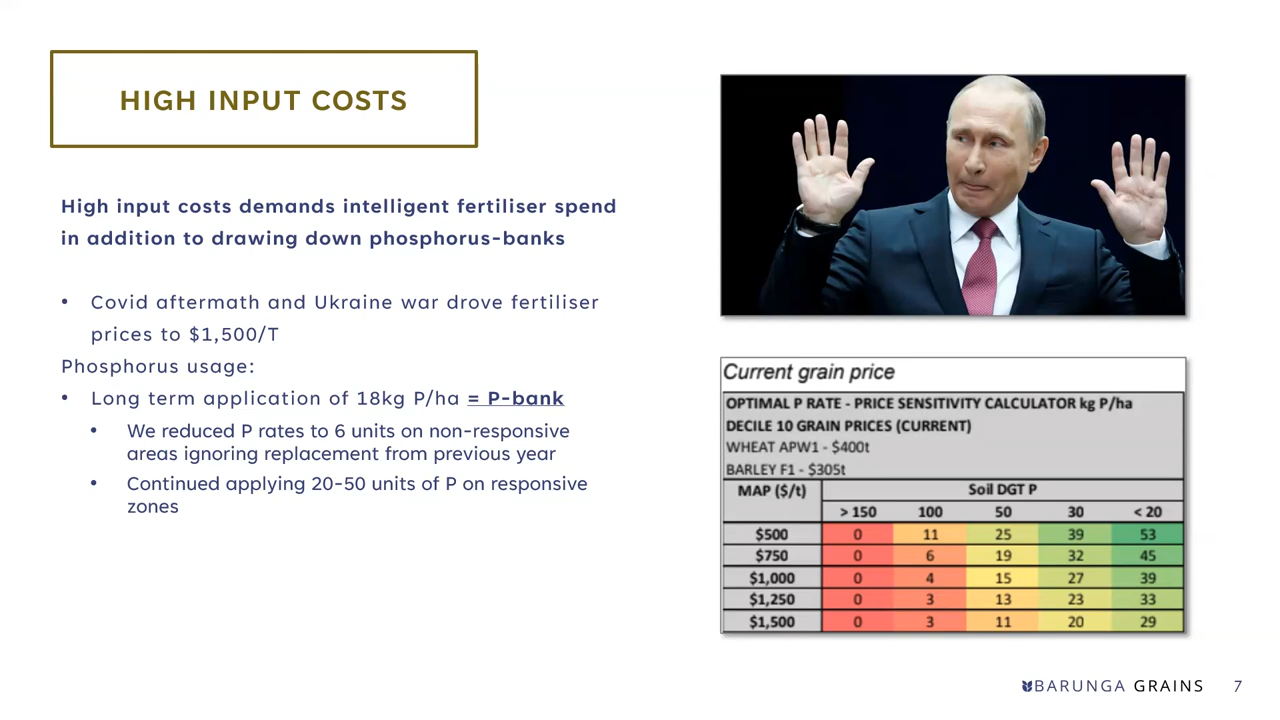 HIGH INPUT COSTS
High input costs demands intelligent fertiliser spend
in addition to drawing down phosphorus-banks
• Covid aftermath and Ukraine war drove fertiliser
prices to $1,500/T
Phosphorus usage:
• Long term application of 18kg P/ha = P-bank
• We reduced P rates to 6 units on non-responsive
areas ignoring replacement from previous year
• Continued applying 20-50 units of P on responsive
zones
Current grain price
OPTIMAL P RATE - PRICE SENSITIVITY CALCULATOR kg P/ha
DECILE 10 GRAIN PRICES (CURRENT)
WHEAT APW1 - $400t
BARLEY F1 - $305t
MAP ($/t) Soil DGT P
> 150 100 50 30 < 20
$500 0 11 25 39 53
$750 0 6 19 32 45
$1,000 0 4 15 27 39
$1,250 0 3 13 23 33
$1,500 0 3 11 20 29
BARUNGA GRAINS 7